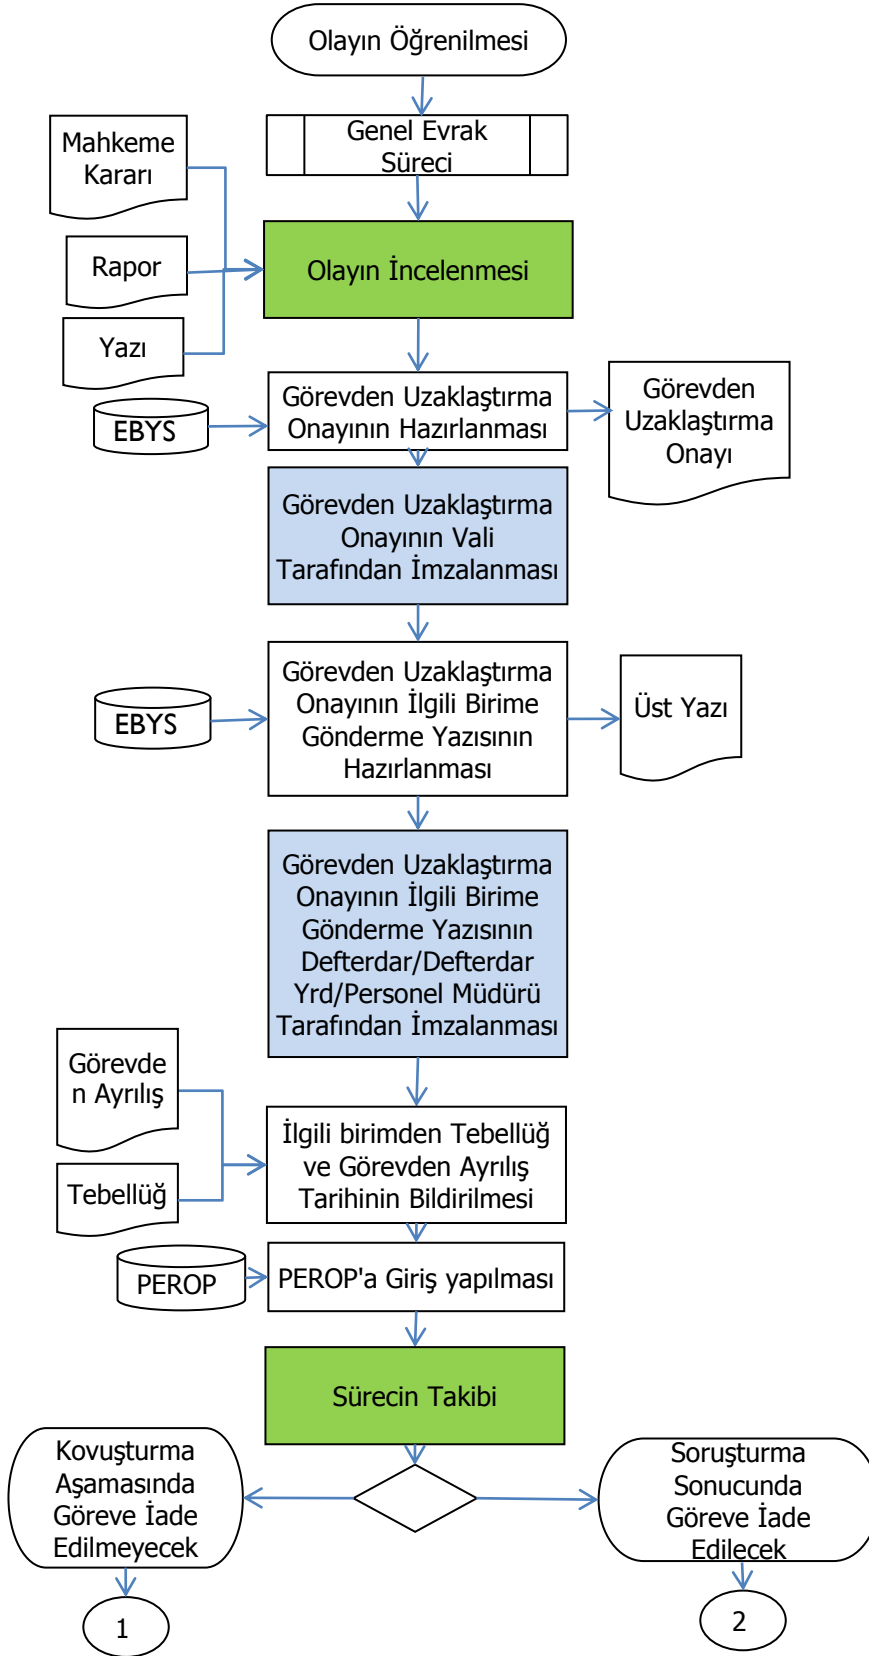 Olayın Öğrenilmesi
Genel Evrak
Süreci
Mahkeme
Kararı
Rapor
Yazı
Olayın İncelenmesi
EBYS
Görevden Uzaklaştırma
Onayının Hazırlanması
Görevden
Uzaklaştırma
Onayı
Görevden Uzaklaştırma
Onayının Vali
Tarafından İmzalanması
EBYS
Görevden Uzaklaştırma
Onayının İlgili Birime
Gönderme Yazısının
Hazırlanması
Üst Yazı
Görevden Uzaklaştırma
Onayının İlgili Birime
Gönderme Yazısının
Defterdar/Defterdar
Yrd/Personel Müdürü
Tarafından İmzalanması
Görevde
n Ayrılış
Tebellüğ
İlgili birimden Tebellüğ
ve Görevden Ayrılış
Tarihinin Bildirilmesi
PEROP
PEROP'a Giriş yapılması
Sürecin Takibi
Kovuşturma
Aşamasında
Göreve İade
Edilmeyecek
Soruşturma
Sonucunda
Göreve İade
Edilecek
1
2